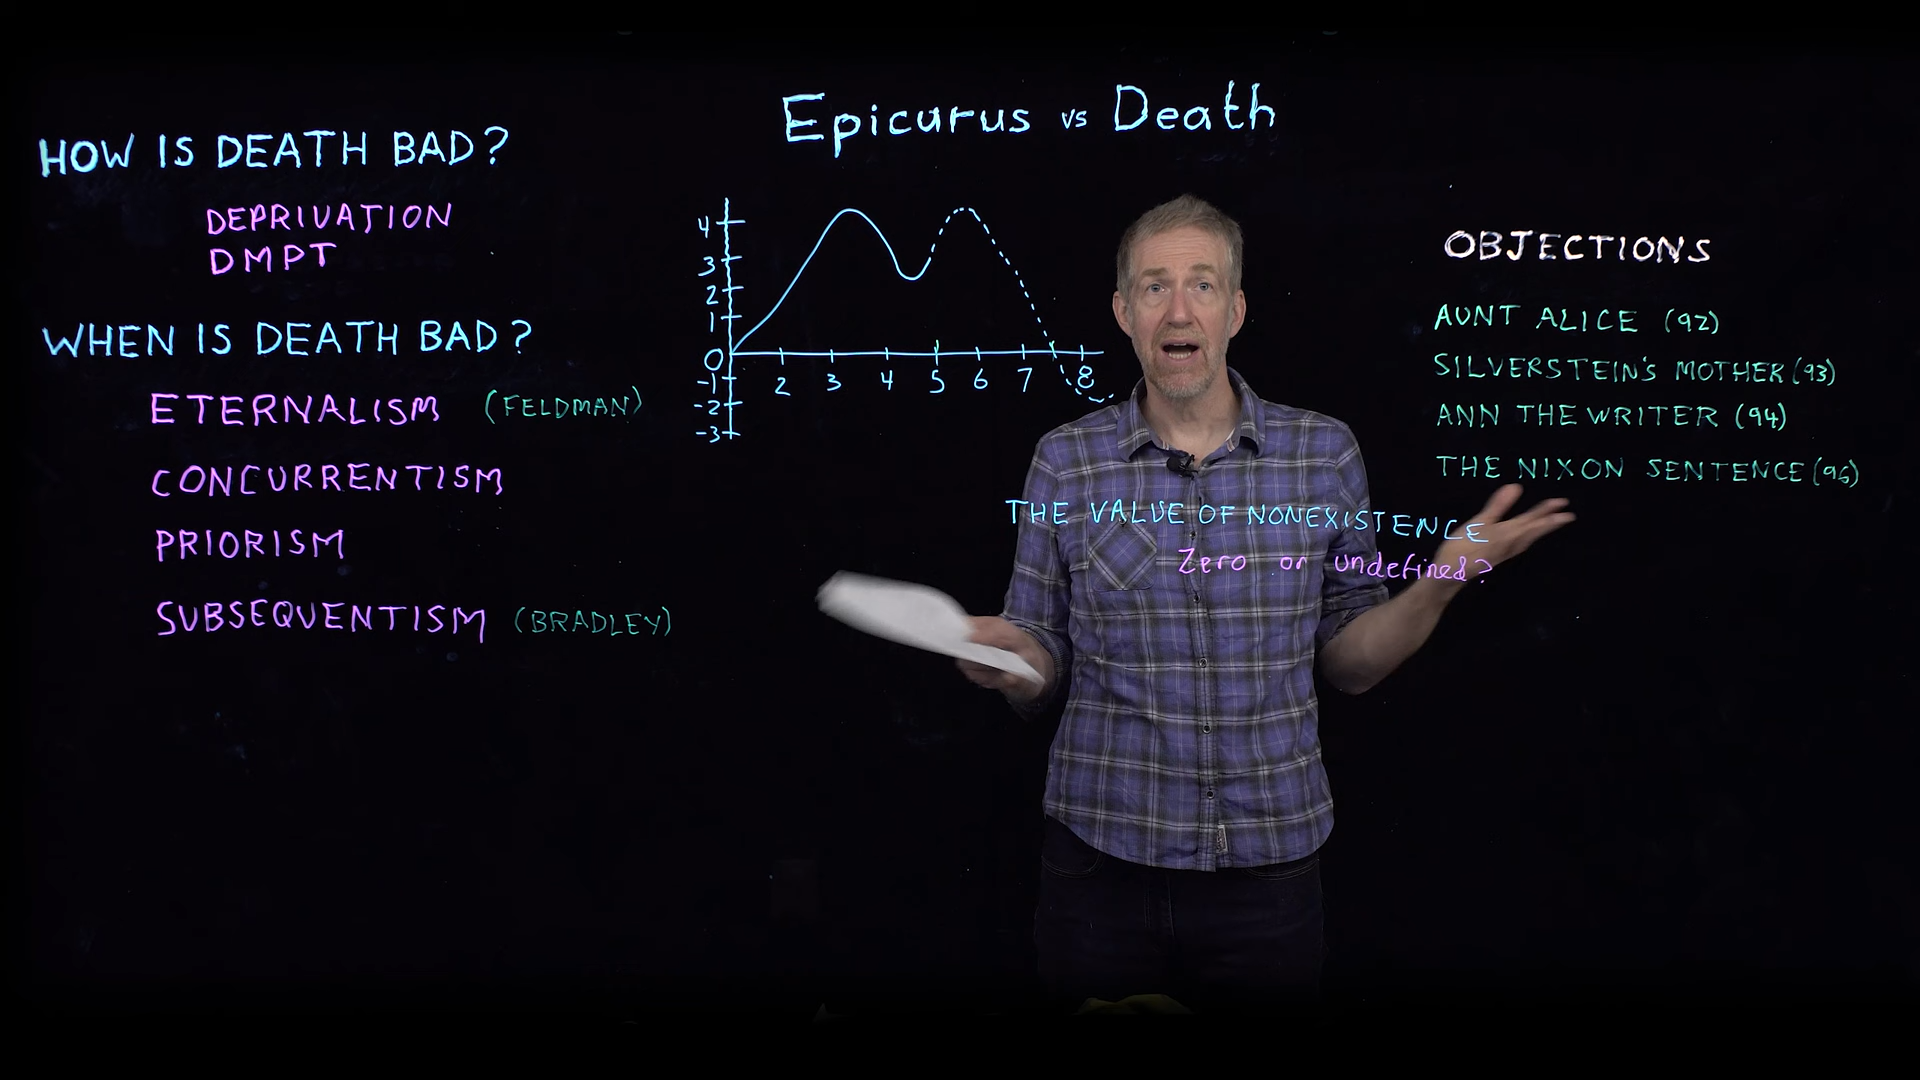 Epicurus vs Death
HOW IS DEATH BAD?
DEPRIVATION
DMPT
WHEN IS DEATH BAD?
ETERNALISM (FELDMAN)
CONCURRENTISM
PRIORISM
SUBSEQUENTISM (BRADLEY)
4
3
2
1
0
-1
-2
-3
2 3 4 5 6 7 8
THE VALUE OF NONEXISTENCE
Zero or undefined?
OBJECTIONS
AUNT ALICE (92)
SILVERSTEIN'S MOTHER (93)
ANN THE WRITER (94)
THE NIXON SENTENCE (96)